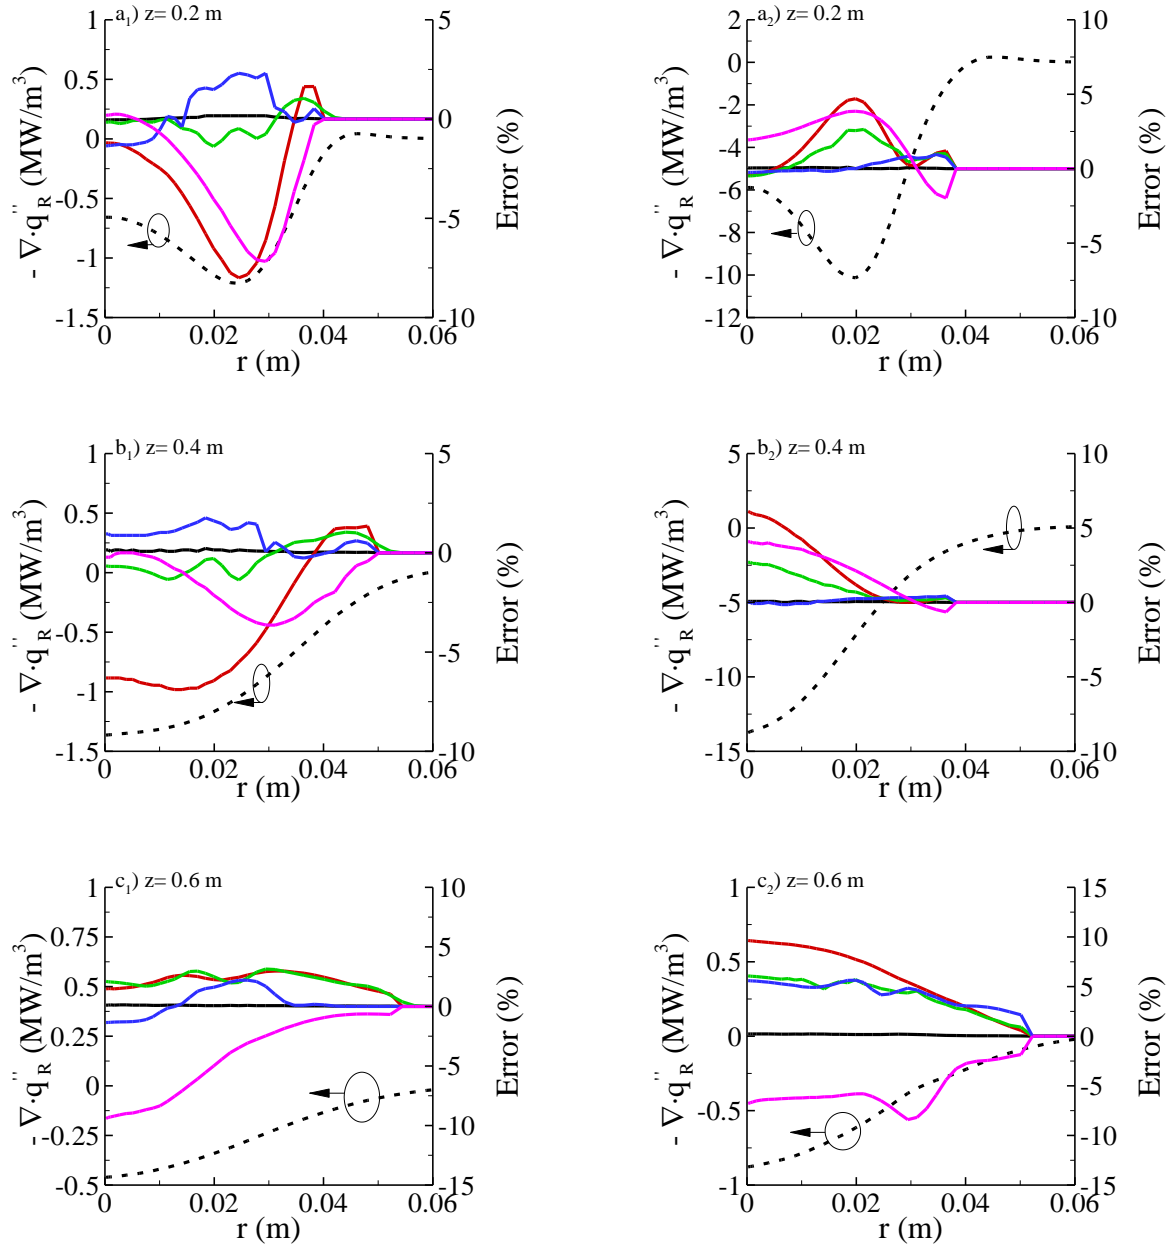 a1) z= 0.2 m
1
0.5
0
-0.5
-1
-1.5
- ∇·q''R (MW/m3)
5
0
-5
-10
Error (%)
0 0.02 0.04 0.06
r (m)
a2) z= 0.2 m
2
0
-2
-4
-6
-8
-10
-12
- ∇·q''R (MW/m3)
10
5
0
-5
-10
Error (%)
0 0.02 0.04 0.06
r (m)
b1) z= 0.4 m
1
0.5
0
-0.5
-1
-1.5
- ∇·q''R (MW/m3)
5
0
-5
-10
Error (%)
0 0.02 0.04 0.06
r (m)
b2) z= 0.4 m
5
0
-5
-10
-15
- ∇·q''R (MW/m3)
10
5
0
-5
-10
Error (%)
0 0.02 0.04 0.06
r (m)
c1) z= 0.6 m
1
0.75
0.5
0.25
0
-0.25
-0.5
- ∇·q''R (MW/m3)
10
5
0
-5
-10
-15
Error (%)
0 0.02 0.04 0.06
r (m)
c2) z= 0.6 m
1
0.5
0
-0.5
-1
- ∇·q''R (MW/m3)
15
10
5
0
-5
-10
-15
Error (%)
0 0.02 0.04 0.06
r (m)